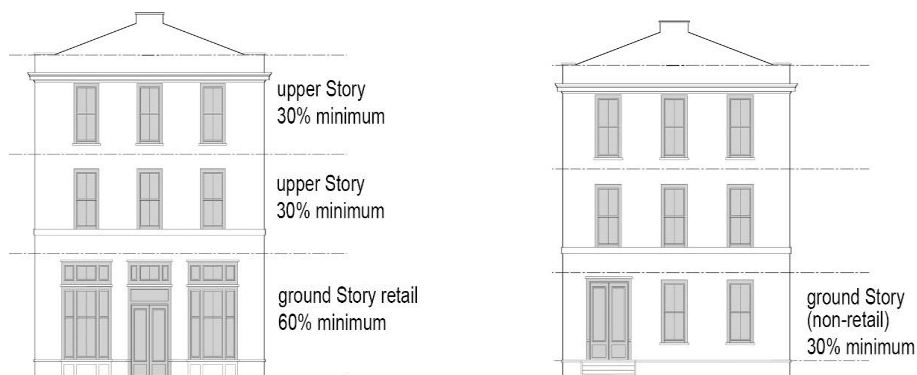 upper Story
30% minimum
upper Story
30% minimum
ground Story retail
60% minimum
ground Story
(non-retail)
30% minimum